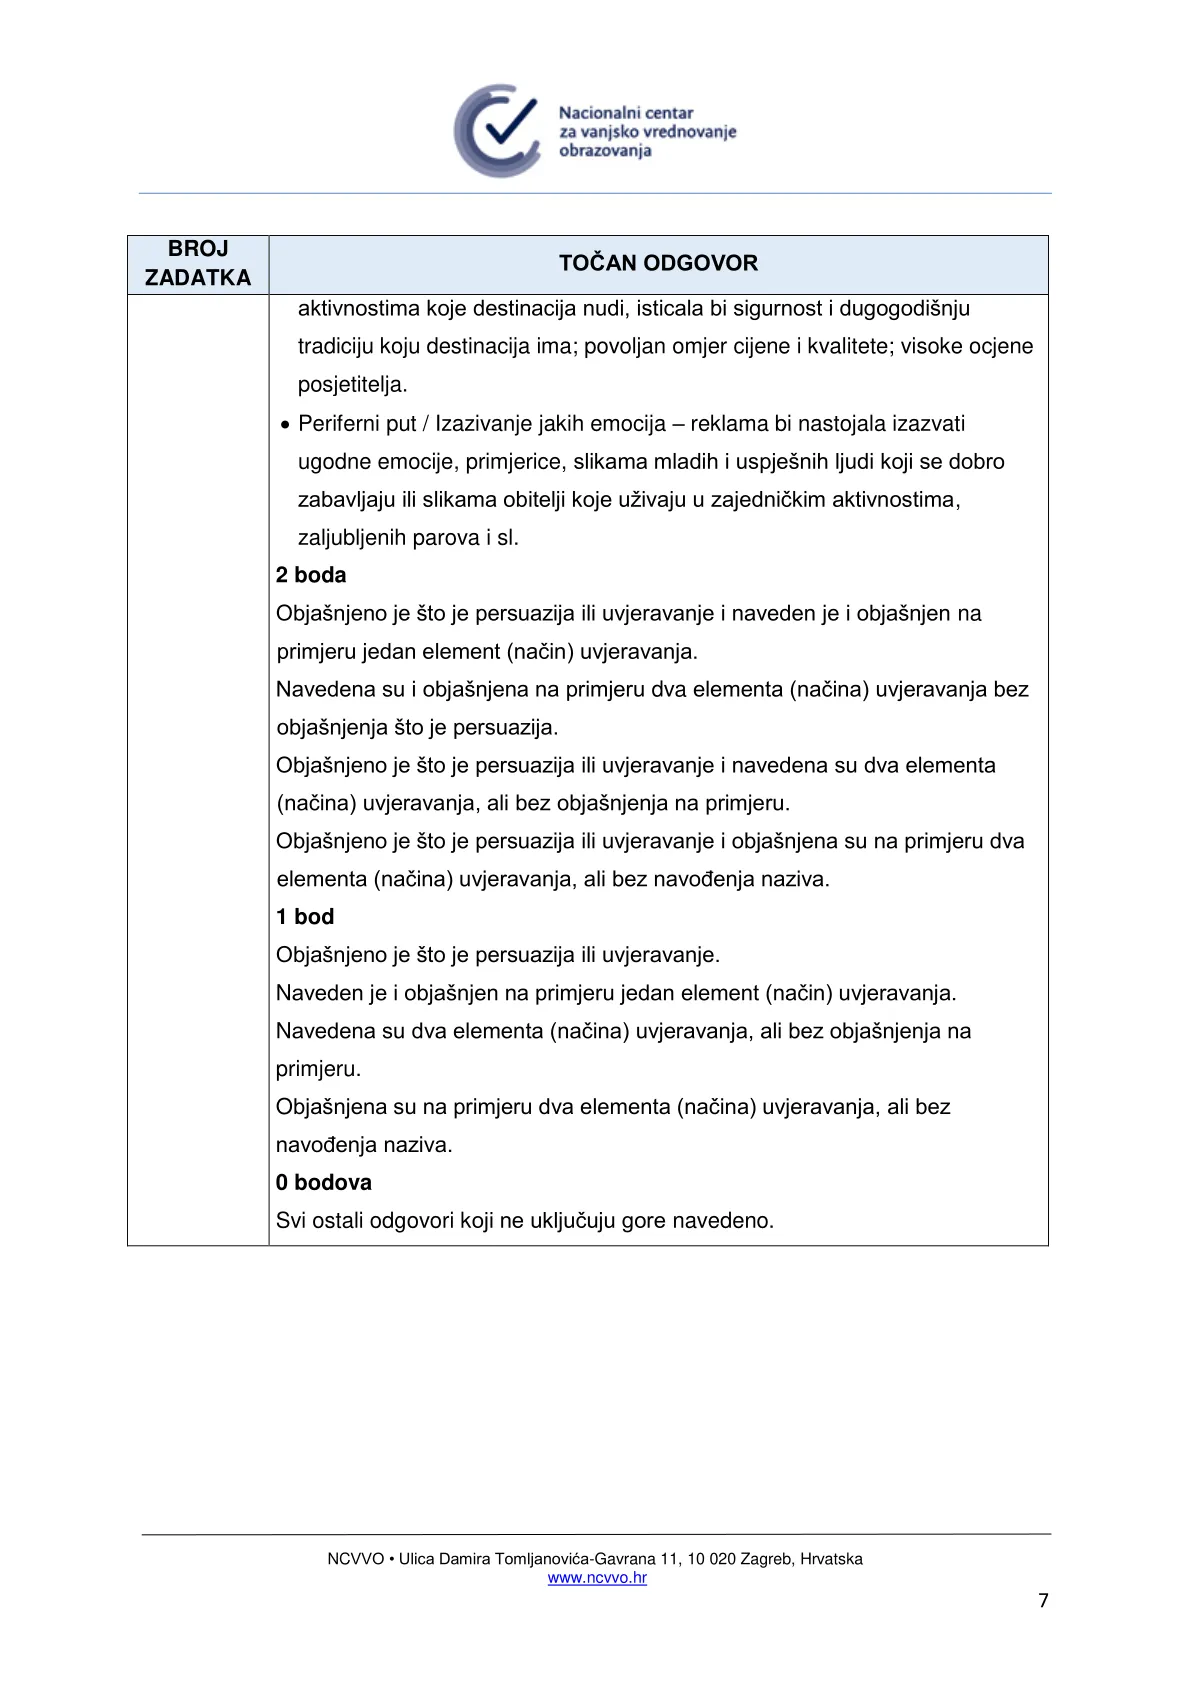 Nacionalni centar
za vanjsko vrednovanje
obrazovanja
BROJ
ZADATKA
TOČAN ODGOVOR
aktivnostima koje destinacija nudi, isticala bi sigurnost i dugogodišnju
tradiciju koju destinacija ima; povoljan omjer cijene i kvalitete; visoke ocjene
posjetitelja.
• Periferni put / Izazivanje jakih emocija – reklama bi nastojala izazvati
ugodne emocije, primjerice, slikama mladih i uspješnih ljudi koji se dobro
zabavljaju ili slikama obitelji koje uživaju u zajedničkim aktivnostima,
zaljubljenih parova i sl.
2 boda
Objašnjeno je što je persuazija ili uvjeravanje i naveden je i objašnjen na
primjeru jedan element (način) uvjeravanja.
Navedena su i objašnjena na primjeru dva elementa (načina) uvjeravanja bez
objašnjenja što je persuazija.
Objašnjeno je što je persuazija ili uvjeravanje i navedena su dva elementa
(načina) uvjeravanja, ali bez objašnjenja na primjeru.
Objašnjeno je što je persuazija ili uvjeravanje i objašnjena su na primjeru dva
elementa (načina) uvjeravanja, ali bez navođenja naziva.
1 bod
Objašnjeno je što je persuazija ili uvjeravanje.
Naveden je i objašnjen na primjeru jedan element (način) uvjeravanja.
Navedena su dva elementa (načina) uvjeravanja, ali bez objašnjenja na
primjeru.
Objašnjena su na primjeru dva elementa (načina) uvjeravanja, ali bez
navođenja naziva.
0 bodova
Svi ostali odgovori koji ne uključuju gore navedeno.
NCVVO • Ulica Damira Tomljanovića-Gavrana 11, 10 020 Zagreb, Hrvatska
www.ncvvo.hr
7